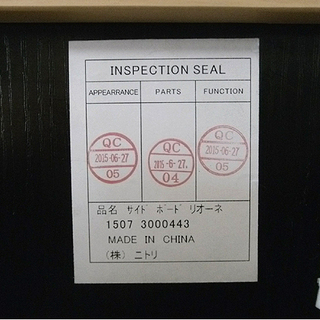 INSPECTION SEAL
APPEARRANCE PARTS FUNCTION
QC QC QC
2015-06-27 2015-6-27. 2015-06-27
05 04 05
品名 サイド ボード リオーネ
1507 3000443
MADE IN CHINA
(株) ニトリ